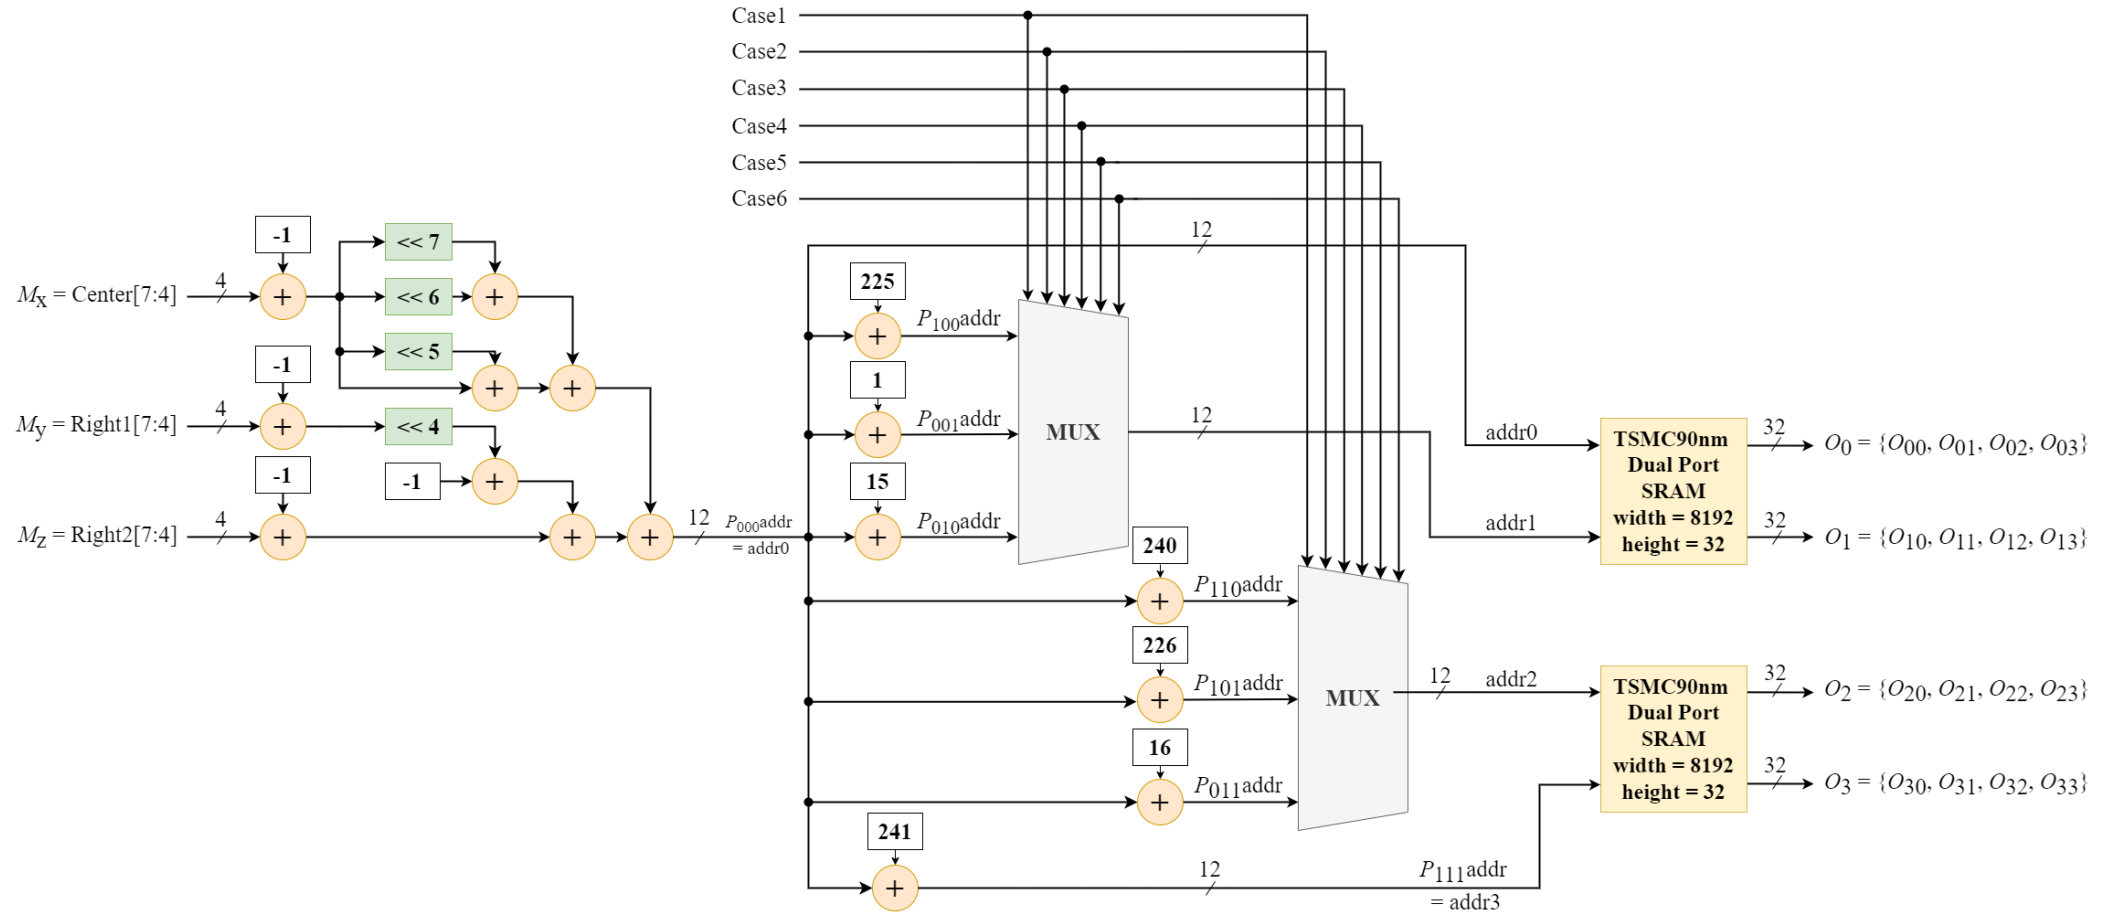 Case1
Case2
Case3
Case4
Case5
Case6
12
-1
<< 7
Mx = Center[7:4]
4
<< 6
+
+
225
P100addr
+
<< 5
-1
1
+
+
My = Right1[7:4]
4
+
<< 4
P001addr
+
MUX
12
addr0
TSMC90nm
Dual Port
SRAM
width = 8192
height = 32
32
O0 = {O00, O01, O02, O03}
-1
-1
+
15
Mz = Right2[7:4]
4
+
+
+
12
P000addr
= addr0
+
P010addr
addr1
32
O1 = {O10, O11, O12, O13}
240
+
P110addr
226
+
P101addr
MUX
12
addr2
TSMC90nm
Dual Port
SRAM
width = 8192
height = 32
32
O2 = {O20, O21, O22, O23}
16
+
P011addr
32
O3 = {O30, O31, O32, O33}
241
+
12
P111addr
= addr3